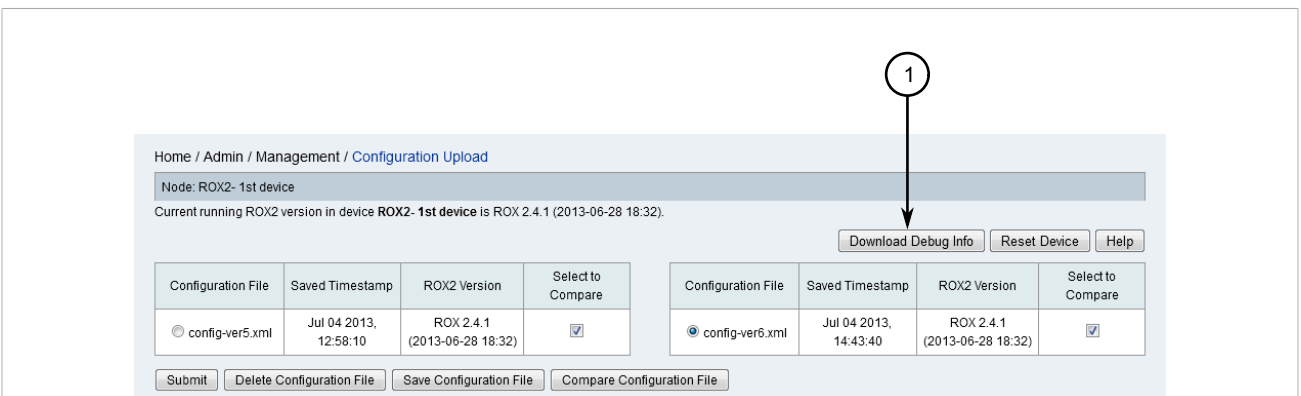 1
Home / Admin / Management / Configuration Upload
Node: ROX2- 1st device
Current running ROX2 version in device ROX2- 1st device is ROX 2.4.1 (2013-06-28 18:32).
Download Debug Info Reset Device Help
Configuration File Saved Timestamp ROX2 Version Select to Compare
config-ver5.xml Jul 04 2013, 12:58:10 ROX 2.4.1 (2013-06-28 18:32)
Configuration File Saved Timestamp ROX2 Version Select to Compare
config-ver6.xml Jul 04 2013, 14:43:40 ROX 2.4.1 (2013-06-28 18:32)
Submit Delete Configuration File Save Configuration File Compare Configuration File